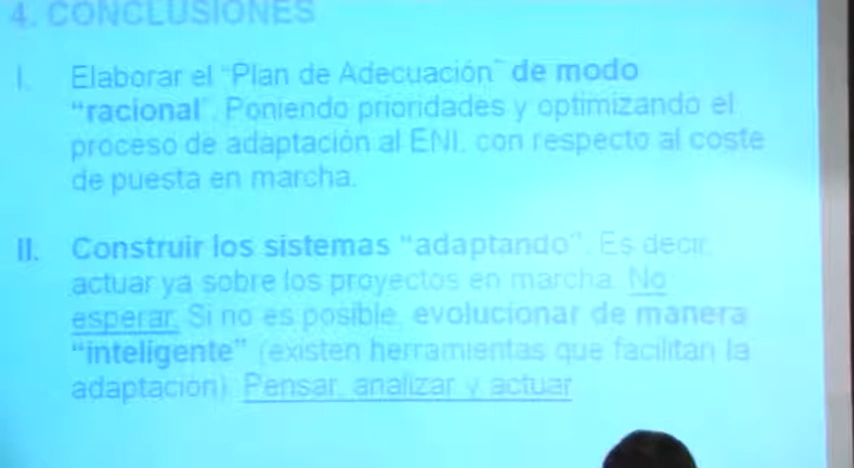 4. CONCLUSIONES
I. Elaborar el "Plan de Adecuación" de modo
"racional". Poniendo prioridades y optimizando el
proceso de adaptación al ENI, con respecto al coste
de puesta en marcha.
II. Construir los sistemas "adaptando". Es decir,
actuar ya sobre los proyectos en marcha. No
esperar. Si no es posible, evolucionar de manera
"inteligente" (existen herramientas que facilitan la
adaptación). Pensar, analizar y actuar